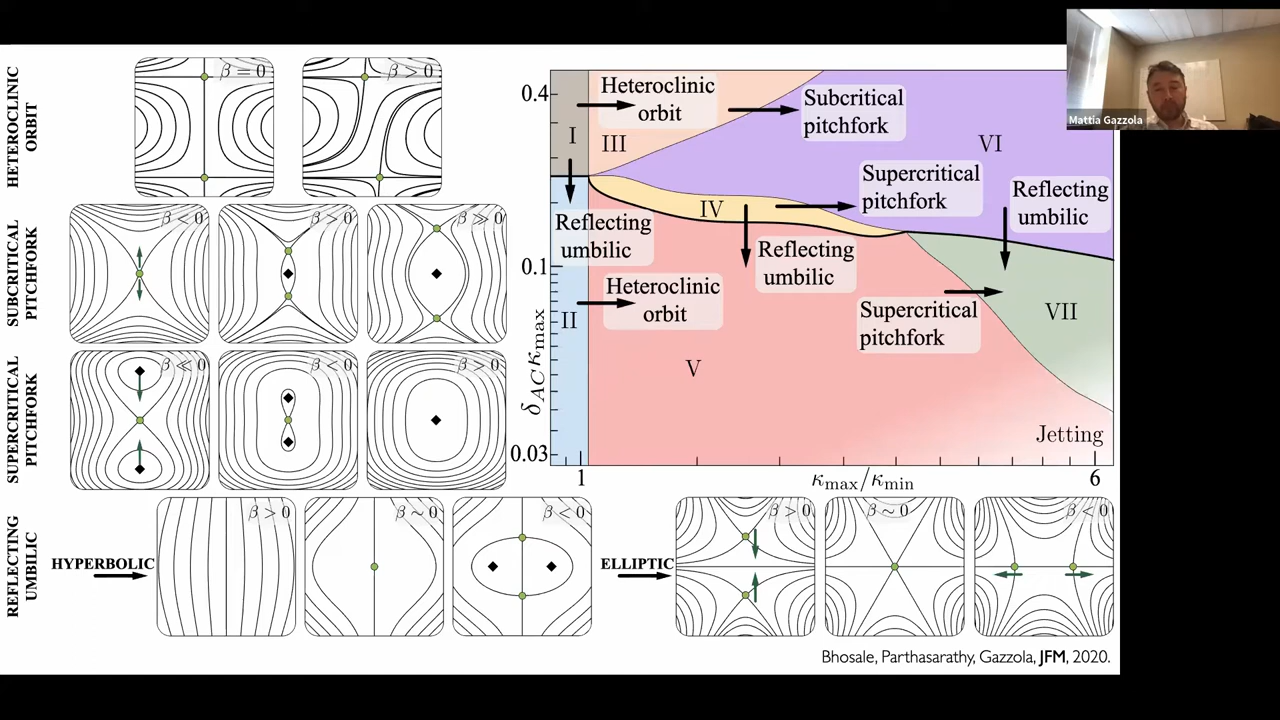 HETEROCLINIC
ORBIT
β = 0
β > 0
SUBCRITICAL
PITCHFORK
β < 0
β > 0
β ≫ 0
SUPERCRITICAL
PITCHFORK
β ≪ 0
β < 0
β > 0
REFLECTING
UMBILIC
HYPERBOLIC
β > 0
β ~ 0
β < 0
ELLIPTIC
β > 0
β ~ 0
β < 0
δ_AC κ_max
0.4
0.1
0.03
I
Heteroclinic
orbit
III
Subcritical
pitchfork
VI
Supercritical
pitchfork
IV
Reflecting
umbilic
Reflecting
umbilic
Reflecting
umbilic
Heteroclinic
orbit
II
Supercritical
pitchfork
VII
V
Jetting
1
κ_max/κ_min
6
Bhosale, Parthasarathy, Gazzola, JFM, 2020.
Mattia Gazzola